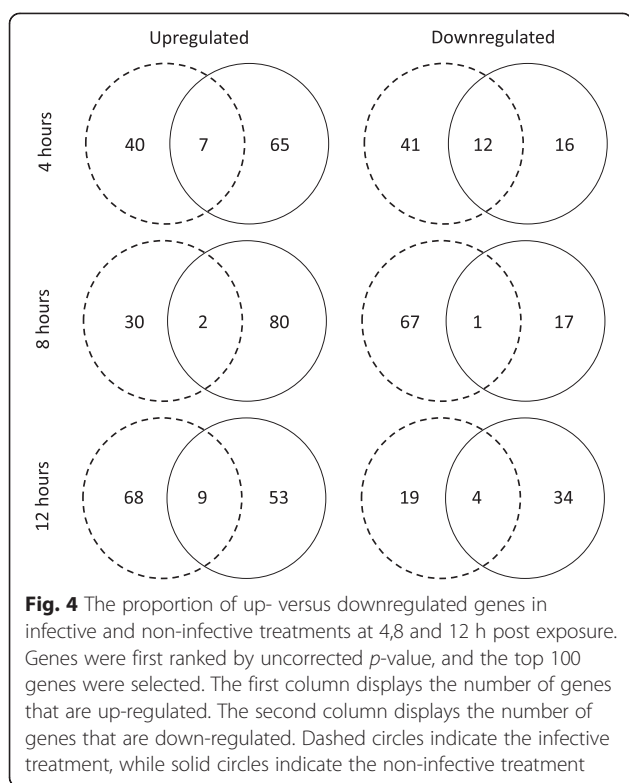 Upregulated Downregulated
4 hours
40 7 65 41 12 16
8 hours
30 2 80 67 1 17
12 hours
68 9 53 19 4 34
Fig. 4 The proportion of up- versus downregulated genes in
infective and non-infective treatments at 4,8 and 12 h post exposure.
Genes were first ranked by uncorrected p-value, and the top 100
genes were selected. The first column displays the number of genes
that are up-regulated. The second column displays the number of
genes that are down-regulated. Dashed circles indicate the infective
treatment, while solid circles indicate the non-infective treatment